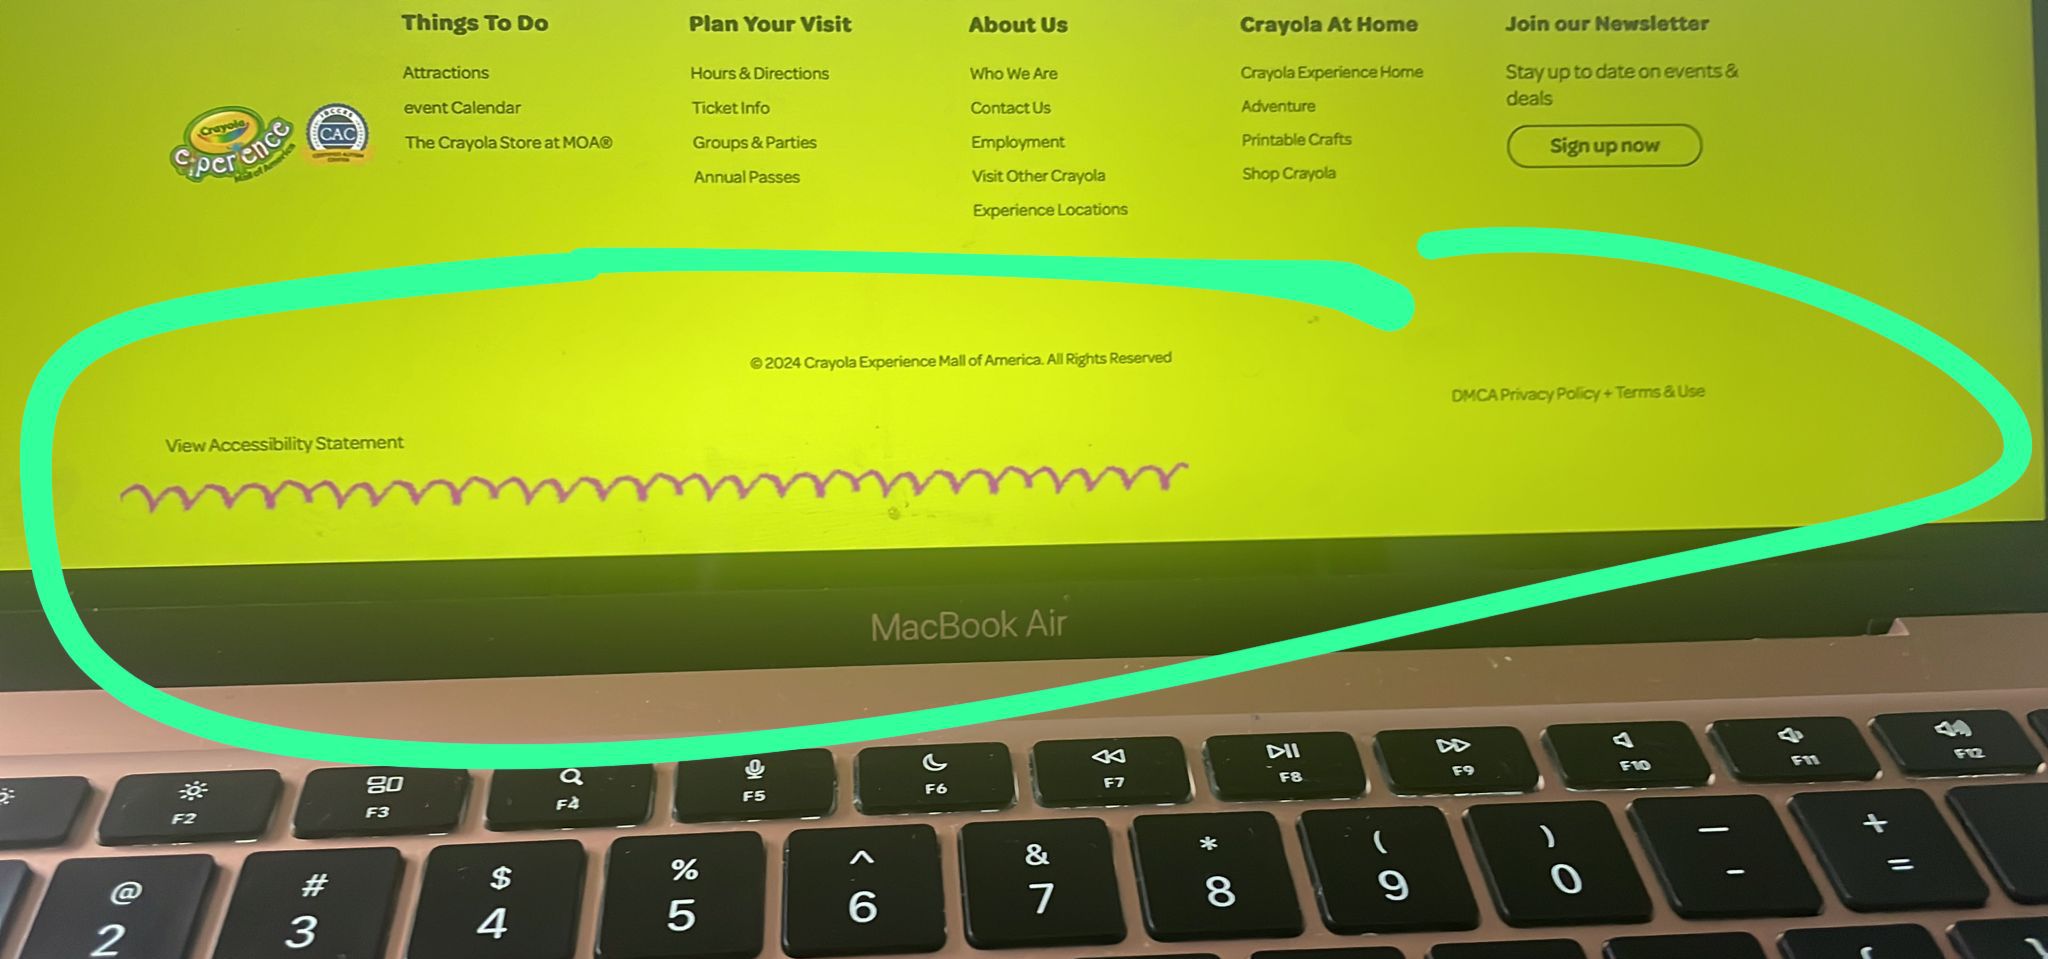 Things To Do
Attractions
event Calendar
The Crayola Store at MOA®
Plan Your Visit
Hours & Directions
Ticket Info
Groups & Parties
Annual Passes
About Us
Who We Are
Contact Us
Employment
Visit Other Crayola
Experience Locations
Crayola At Home
Crayola Experience Home
Adventure
Printable Crafts
Shop Crayola
Join our Newsletter
Stay up to date on events &
deals
Sign up now
Crayola
experience
Mall of America
CAC
CERTIFIED AUTISM
CENTER
© 2024 Crayola Experience Mall of America. All Rights Reserved
DMCA Privacy Policy + Terms & Use
View Accessibility Statement
MacBook Air
F2 F3 F4 F5 F6 F7 F8 F9 F10 F11 F12
@ # $ % ^ & * ( ) — +
2 3 4 5 6 7 8 9 0 - =